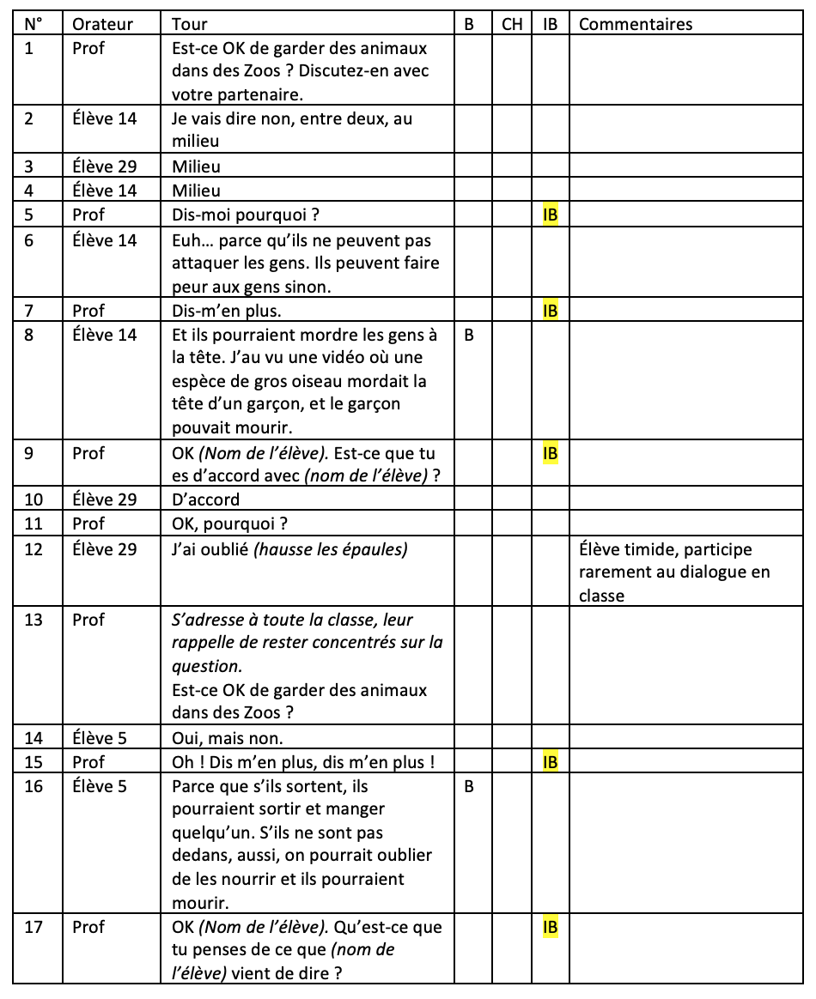 N° Orateur Tour B CH IB Commentaires
1 Prof Est-ce OK de garder des animaux
dans des Zoos ? Discutez-en avec
votre partenaire.
2 Élève 14 Je vais dire non, entre deux, au
milieu
3 Élève 29 Milieu
4 Élève 14 Milieu
5 Prof Dis-moi pourquoi ? IB
6 Élève 14 Euh… parce qu’ils ne peuvent pas
attaquer les gens. Ils peuvent faire
peur aux gens sinon.
7 Prof Dis-m’en plus. IB
8 Élève 14 Et ils pourraient mordre les gens à B
la tête. J’au vu une vidéo où une
espèce de gros oiseau mordait la
tête d’un garçon, et le garçon
pouvait mourir.
9 Prof OK (Nom de l’élève). Est-ce que tu IB
es d’accord avec (nom de l’élève) ?
10 Élève 29 D’accord
11 Prof OK, pourquoi ?
12 Élève 29 J’ai oublié (hausse les épaules) Élève timide, participe
rarement au dialogue en
classe
13 Prof S’adresse à toute la classe, leur
rappelle de rester concentrés sur la
question.
Est-ce OK de garder des animaux
dans des Zoos ?
14 Élève 5 Oui, mais non.
15 Prof Oh ! Dis m’en plus, dis m’en plus ! IB
16 Élève 5 Parce que s’ils sortent, ils B
pourraient sortir et manger
quelqu’un. S’ils ne sont pas
dedans, aussi, on pourrait oublier
de les nourrir et ils pourraient
mourir.
17 Prof OK (Nom de l’élève). Qu’est-ce que IB
tu penses de ce que (nom de
l’élève) vient de dire ?